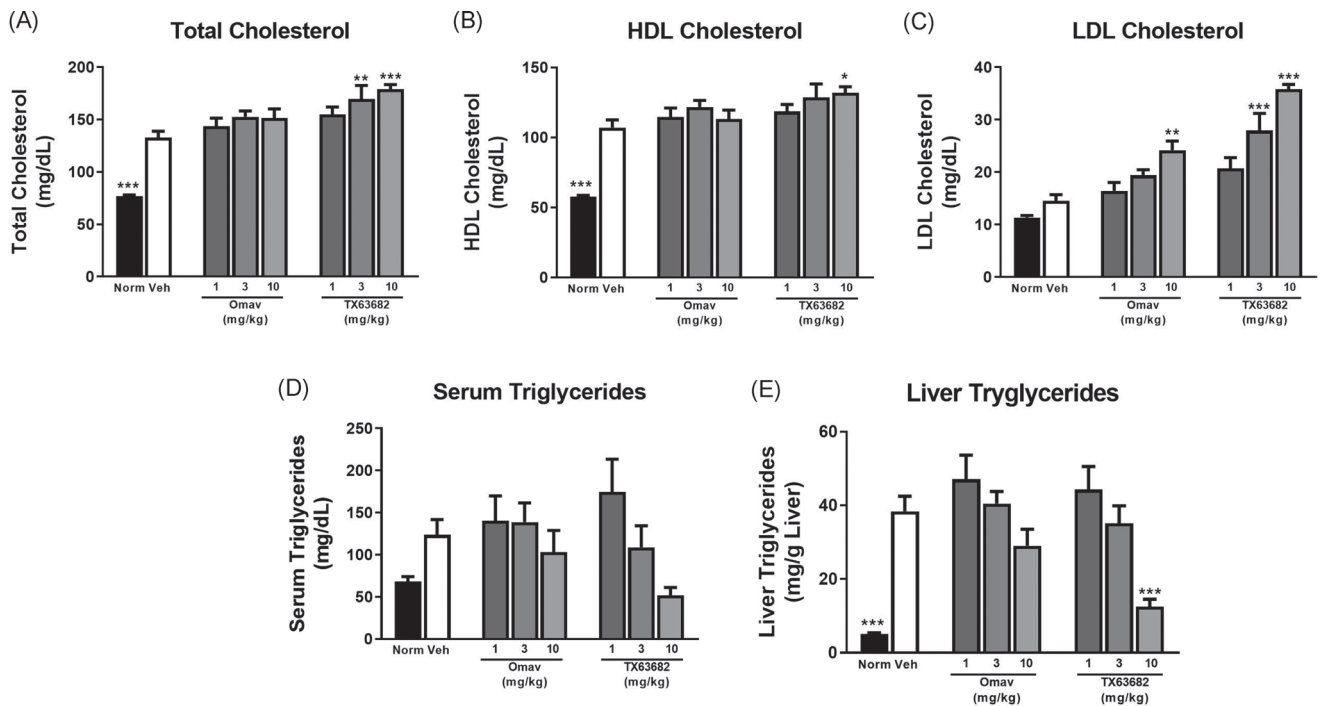 (A)
Total Cholesterol
Total Cholesterol
(mg/dL)
200
150
100
50
0
***
**
***
Norm Veh
1 3 10
1 3 10
Omav
TX63682
(mg/kg)
(mg/kg)
(B)
HDL Cholesterol
HDL Cholesterol
(mg/dL)
150
100
50
0
***
*
Norm Veh
1 3 10
1 3 10
Omav
TX63682
(mg/kg)
(mg/kg)
(C)
LDL Cholesterol
LDL Cholesterol
(mg/dL)
40
30
20
10
0
**
***
***
Norm Veh
1 3 10
1 3 10
Omav
TX63682
(mg/kg)
(mg/kg)
(D)
Serum Triglycerides
Serum Triglycerides
(mg/dL)
250
200
150
100
50
0
Norm Veh
1 3 10
1 3 10
Omav
TX63682
(mg/kg)
(mg/kg)
(E)
Liver Tryglycerides
Liver Triglycerides
(mg/g Liver)
60
40
20
0
***
***
Norm Veh
1 3 10
1 3 10
Omav
TX63682
(mg/kg)
(mg/kg)